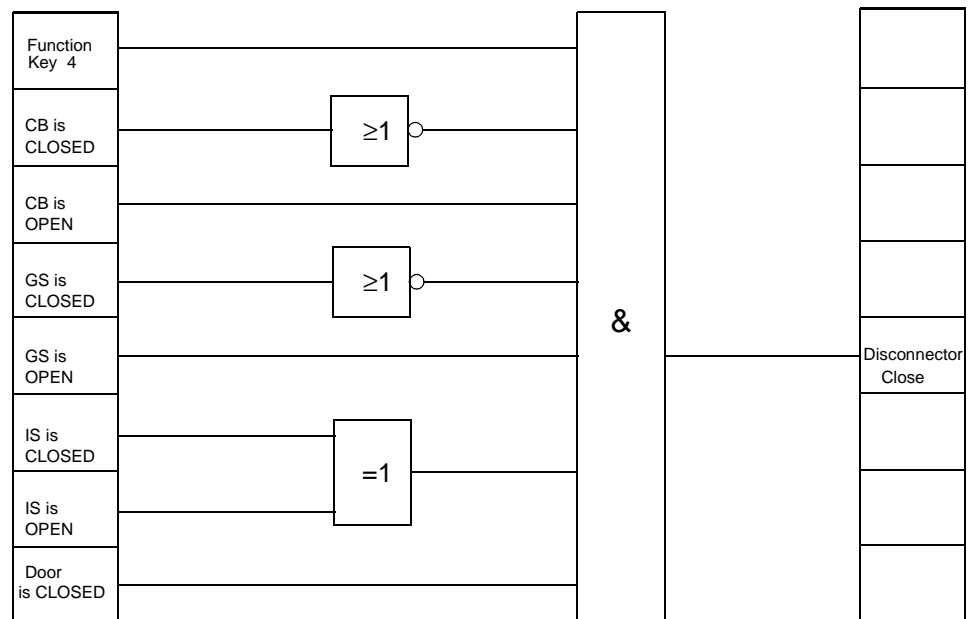 Function
Key 4
CB is
CLOSED
≥1
CB is
OPEN
GS is
CLOSED
≥1
&
GS is
OPEN
Disconnector
Close
IS is
CLOSED
=1
IS is
OPEN
Door
is CLOSED